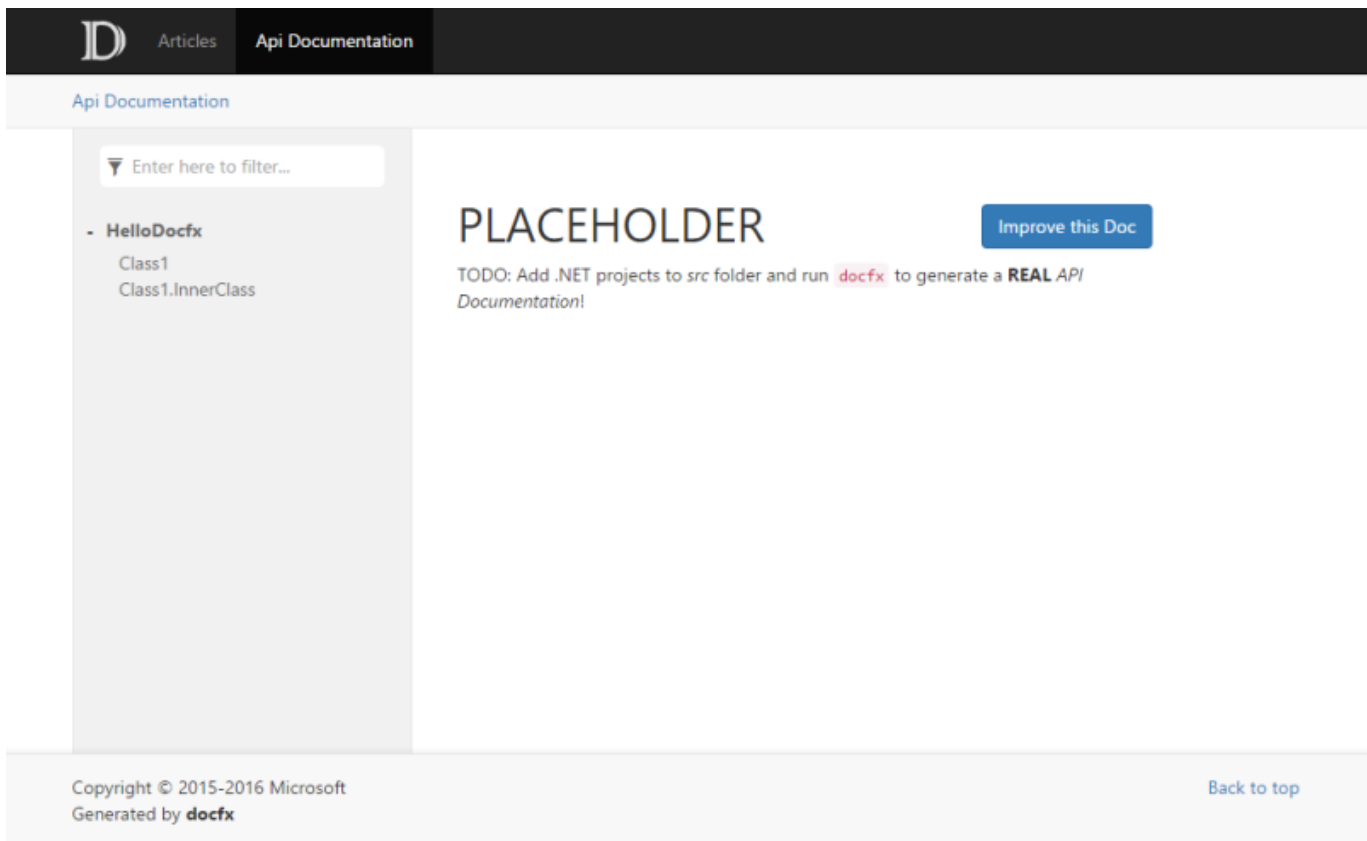 D Articles Api Documentation
Api Documentation
Enter here to filter...
- HelloDocfx
Class1
Class1.InnerClass
PLACEHOLDER
Improve this Doc
TODO: Add .NET projects to src folder and run docfx to generate a REAL API
Documentation!
Copyright © 2015-2016 Microsoft
Generated by docfx
Back to top